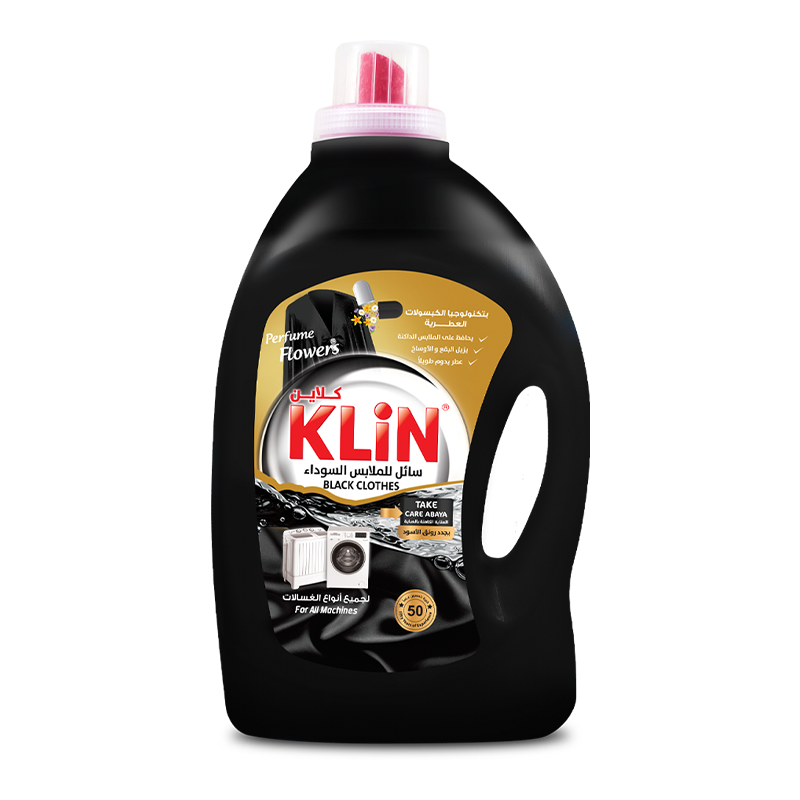 بتكنولوجيا الكبسولات
العطرية
يحافظ على الملابس الداكنة
يزيل البقع و الأوساخ
عطر يدوم طويلاً
Perfume
Flowers
كلاين
KLiN®
سائل للملابس السوداء
BLACK CLOTHES
TAKE
CARE ABAYA
يجدد رونق الأسود
لجميع أنواع الغسالات
For All Machines
50